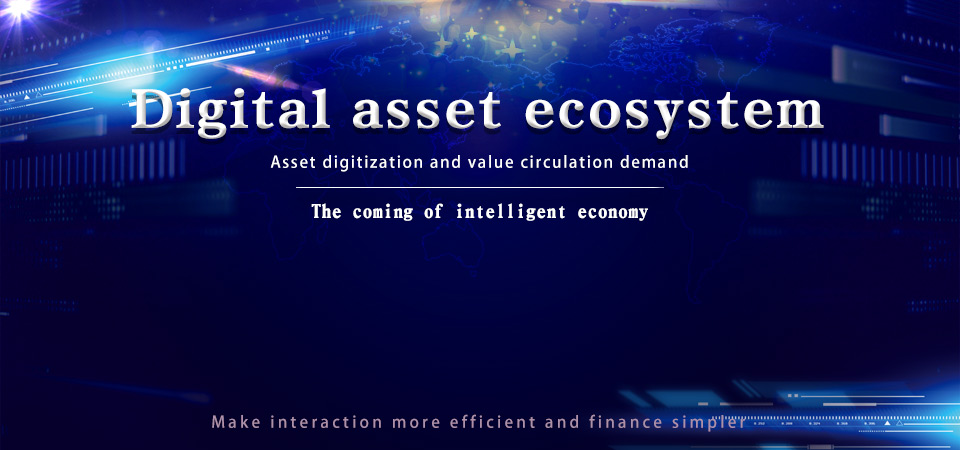 Digital asset ecosystem
Asset digitization and value circulation demand
The coming of intelligent economy
Make interaction more efficient and finance simpler